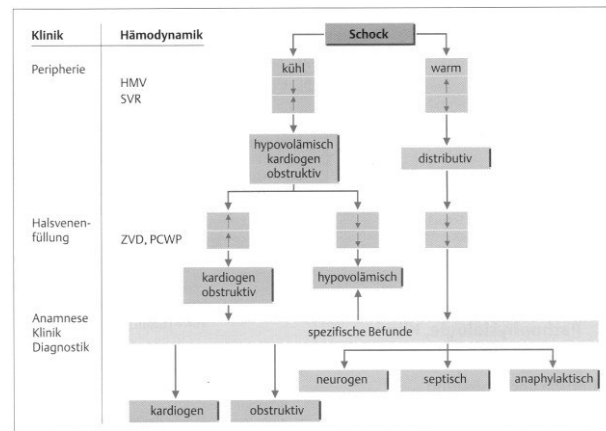 Klinik
Hämodynamik
Schock
Peripherie
kühl
warm
HMV
SVR
hypovolämisch
kardiogen
obstruktiv
distributiv
Halsvenen-
füllung
ZVD, PCWP
kardiogen
obstruktiv
hypovolämisch
Anamnese
Klinik
Diagnostik
spezifische Befunde
neurogen
septisch
anaphylaktisch
kardiogen
obstruktiv